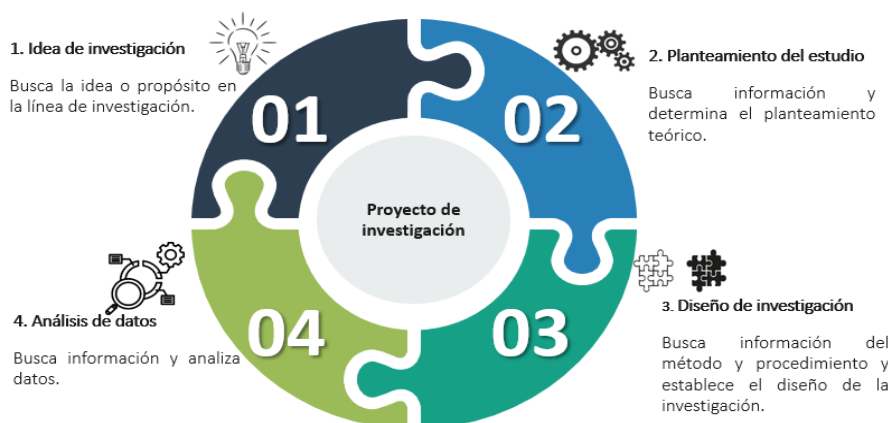 1. Idea de investigación
Busca la idea o propósito en
la línea de investigación.
01
02
2. Planteamiento del estudio
Busca información y
determina el planteamiento
teórico.
Proyecto de
investigación
03
3. Diseño de investigación
Busca información del
método y procedimiento y
establece el diseño de la
investigación.
04
4. Análisis de datos
Busca información y analiza
datos.